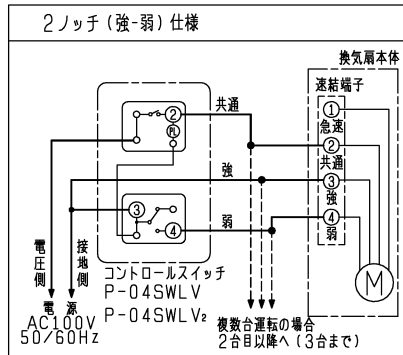 2ノッチ(強-弱)仕様
換気扇本体
速結端子
共通
②
PL
①
急速
②
共通
強
③
③
強
弱
④
④
弱
M
電圧側
接地側
電源
AC100V
50/60Hz
コントロールスイッチ
P-04SWLV
P-04SWLV₂
複数台運転の場合
2台目以降へ(3台まで)